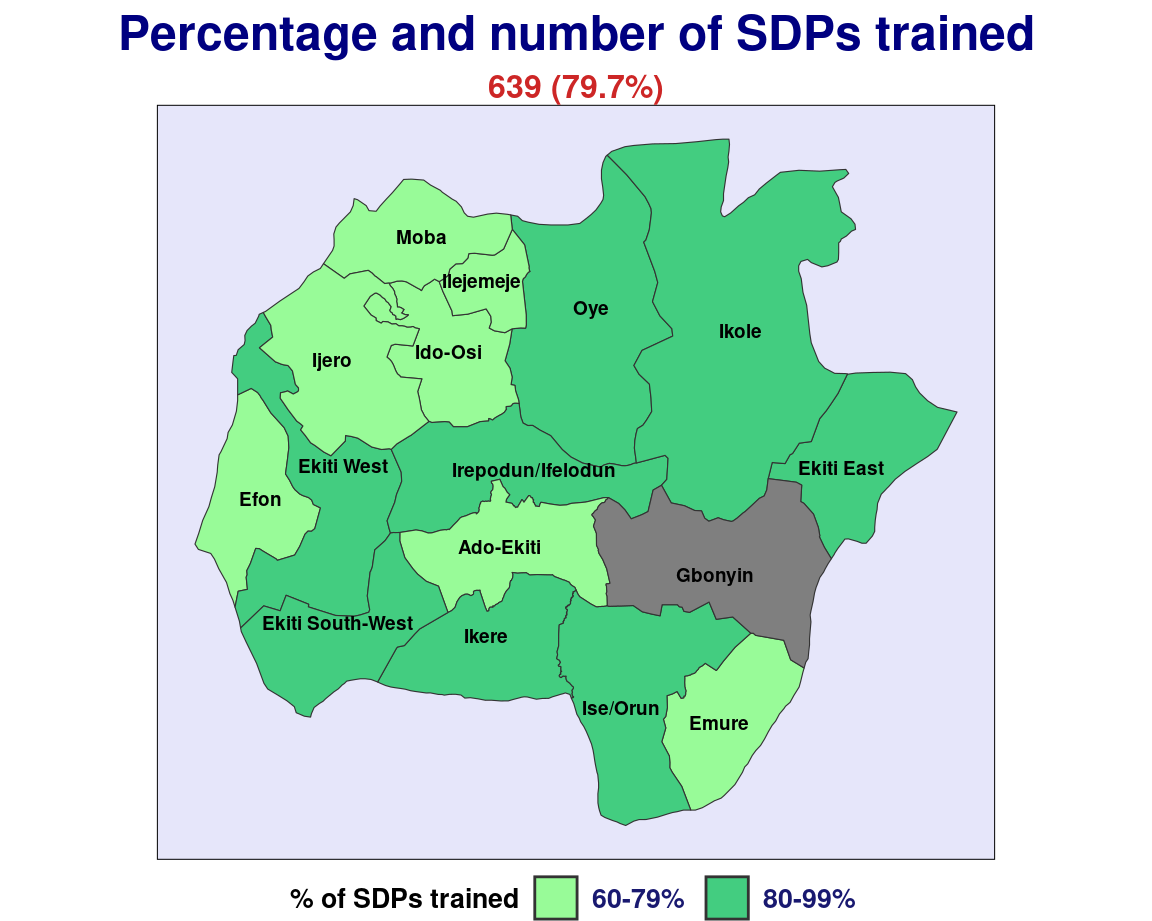 Percentage and number of SDPs trained
639 (79.7%)
Moba
Ilejemeje
Oye
Ikole
Ijero
Ido-Osi
Ekiti West
Irepodun/Ifelodun
Ekiti East
Efon
Ado-Ekiti
Gbonyin
Ekiti South-West
Ikere
Ise/Orun
Emure
% of SDPs trained 60-79% 80-99%